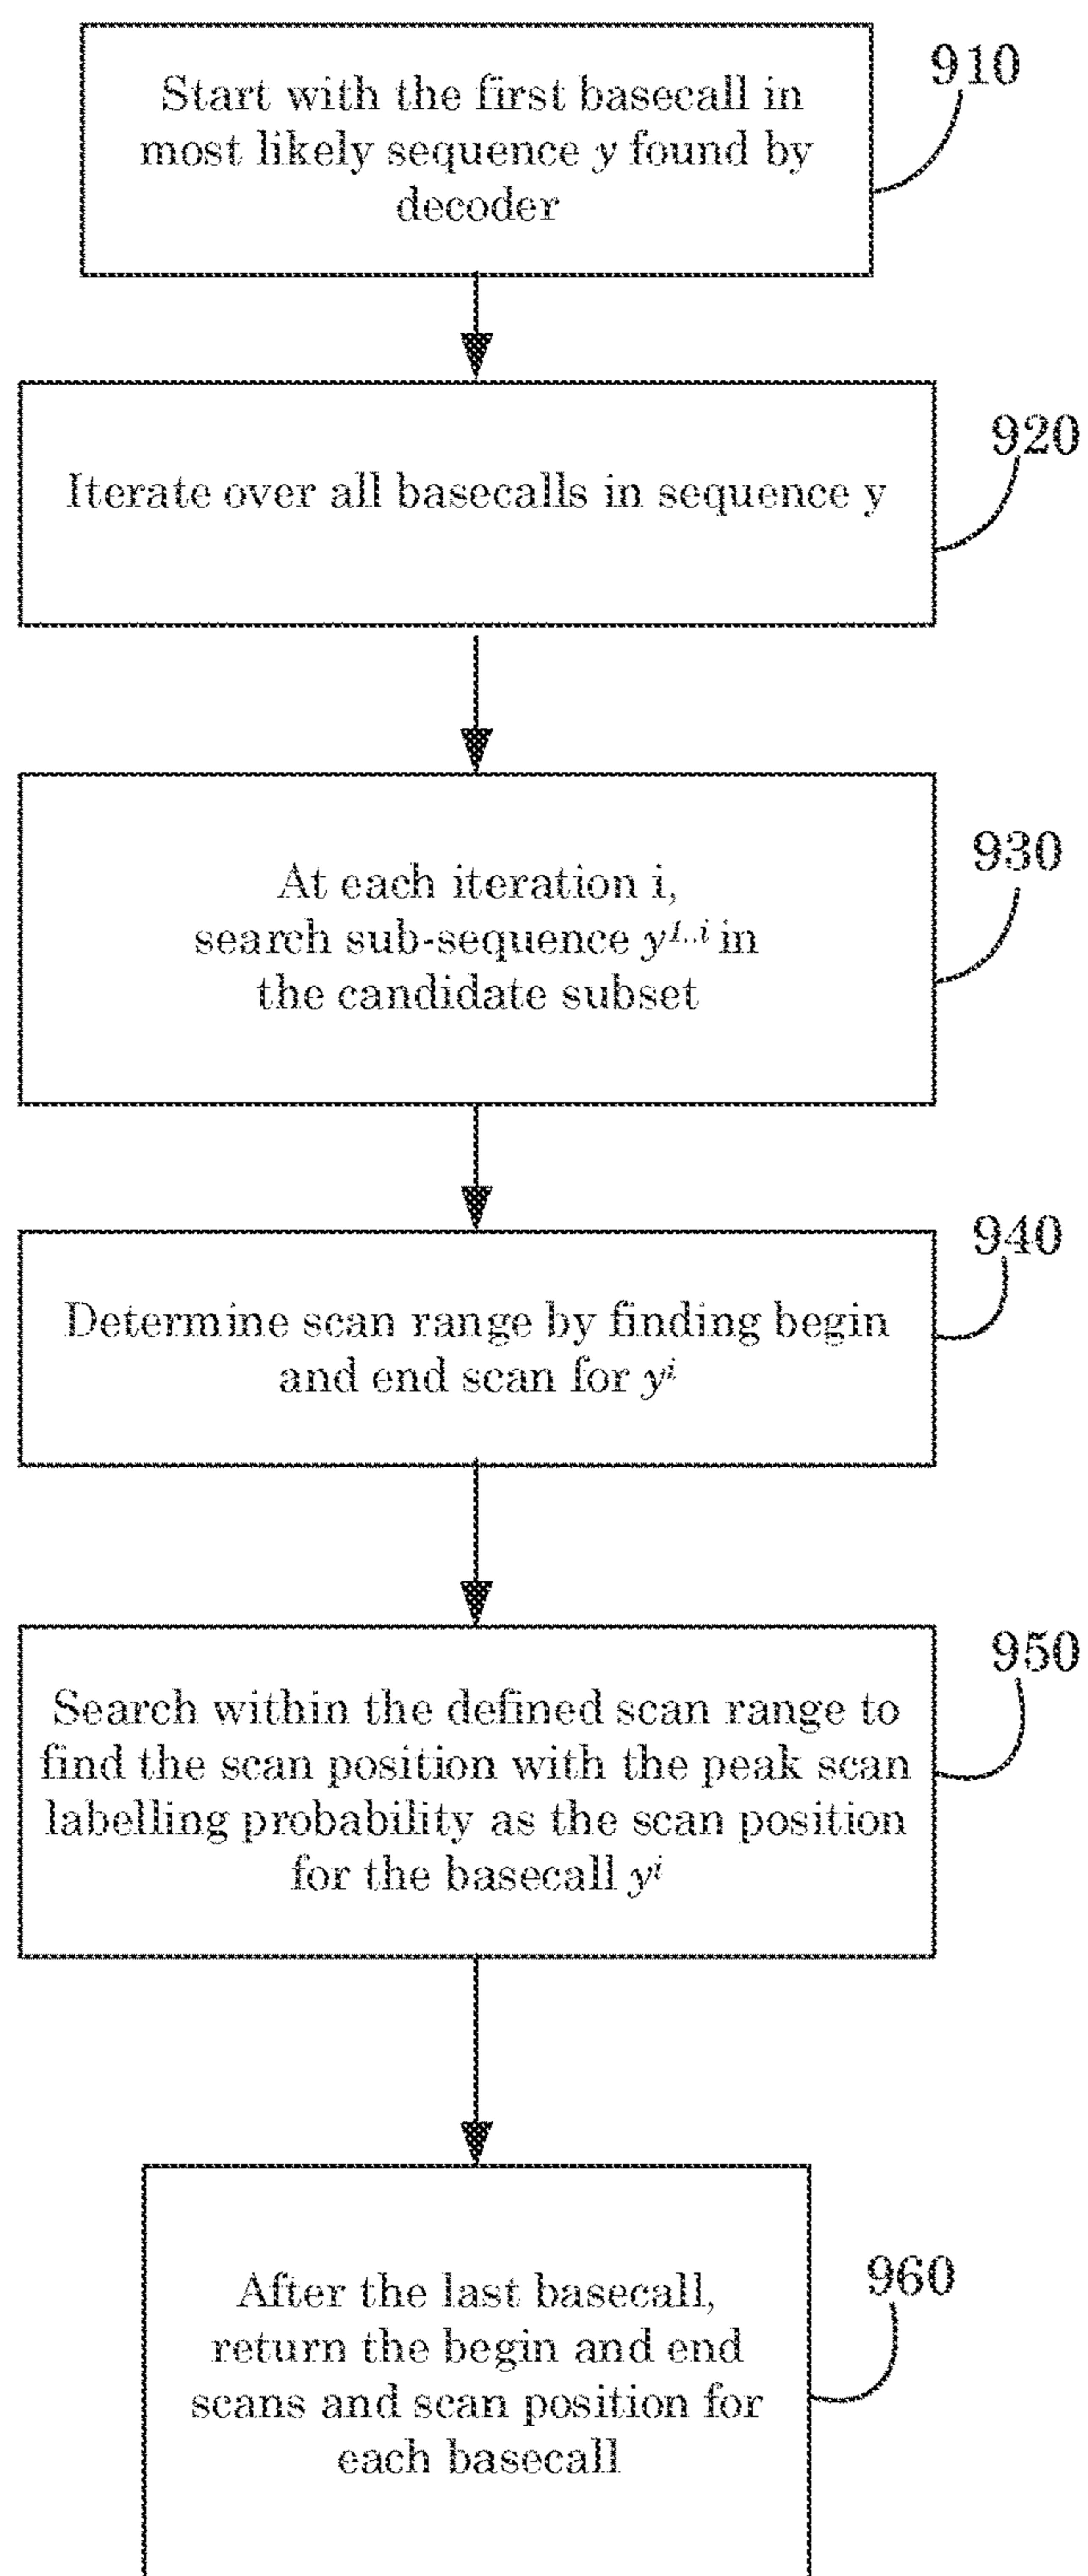 Start with the first basecall in
most likely sequence y found by
decoder
910
Iterate over all basecalls in sequence y
920
At each iteration i,
search sub-sequence y^{1..i} in
the candidate subset
930
Determine scan range by finding begin
and end scan for y^i
940
Search within the defined scan range to
find the scan position with the peak scan
labelling probability as the scan position
for the basecall y^i
950
After the last basecall,
return the begin and end
scans and scan position for
each basecall
960